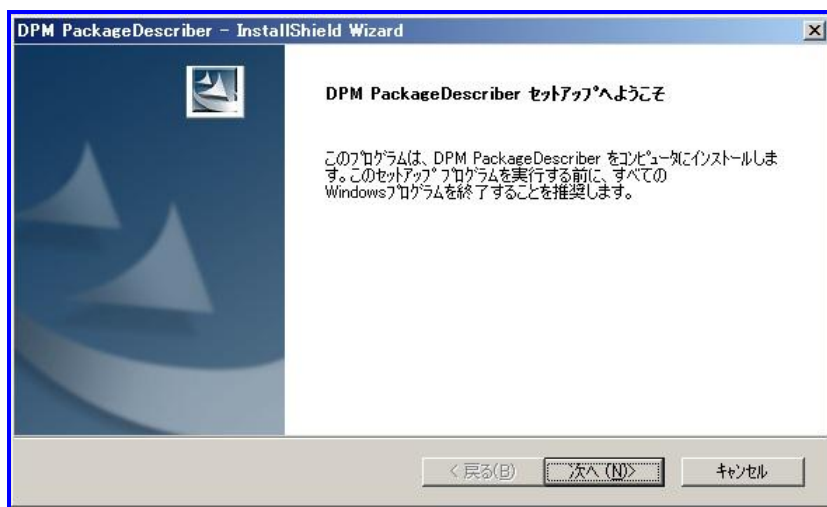 DPM PackageDescriber - InstallShield Wizard
DPM PackageDescriber ｾｯﾄｱｯﾌﾟへようこそ
このﾌﾟﾛｸﾞﾗﾑは、DPM PackageDescriber をｺﾝﾋﾟｭｰﾀにｲﾝｽﾄｰﾙしま
す。このｾｯﾄｱｯﾌﾟ ﾌﾟﾛｸﾞﾗﾑを実行する前に、すべての
Windowsﾌﾟﾛｸﾞﾗﾑを終了することを推奨します。
< 戻る(B)
次へ (N)>
ｷｬﾝｾﾙ